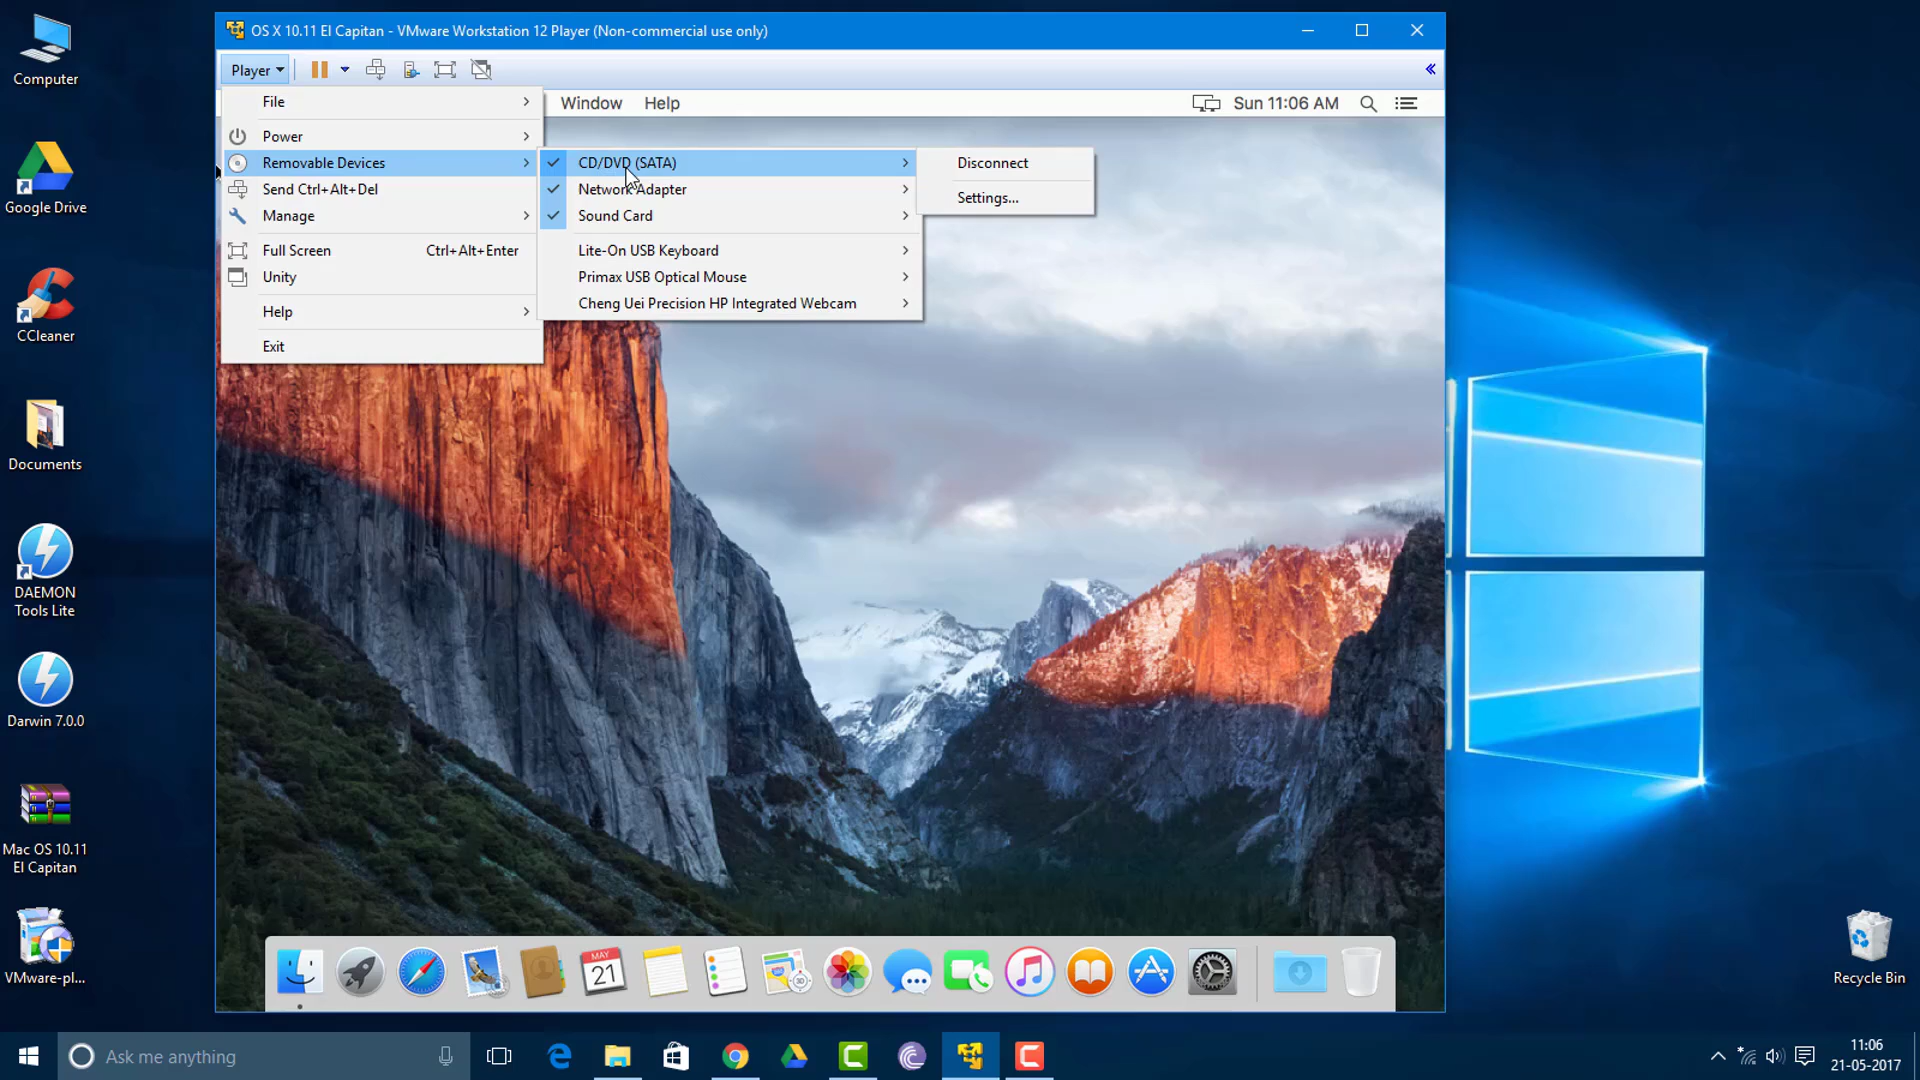 OS X 10.11 El Capitan - VMware Workstation 12 Player (Non-commercial use only)
Player
Window Help Sun 11:06 AM
File
Power
Removable Devices
Send Ctrl+Alt+Del
Manage
Full Screen Ctrl+Alt+Enter
Unity
Help
Exit
CD/DVD (SATA)
Network Adapter
Sound Card
Lite-On USB Keyboard
Primax USB Optical Mouse
Cheng Uei Precision HP Integrated Webcam
Disconnect
Settings...
Computer
Google Drive
CCleaner
Documents
DAEMON
Tools Lite
Darwin 7.0.0
Mac OS 10.11
El Capitan
VMware-pl...
Recycle Bin
MAY
21
3D
Ask me anything
11:06
21-05-2017